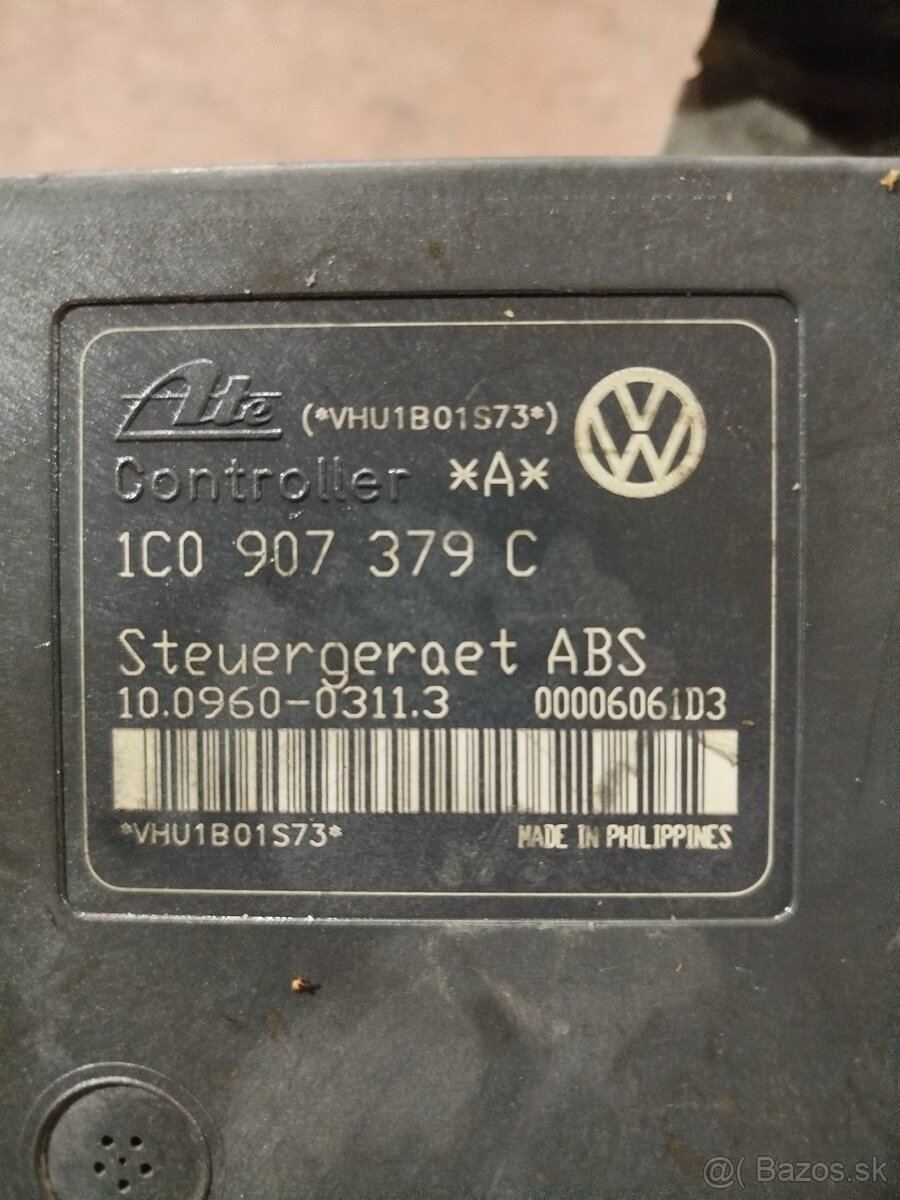 Ate (*VHU1B01S73*)
Controller *A*
1C0 907 379 C
Steuergeraet ABS
10.0960-0311.3 00006061D3
*VHU1B01S73* MADE IN PHILIPPINES
@( Bazos.sk